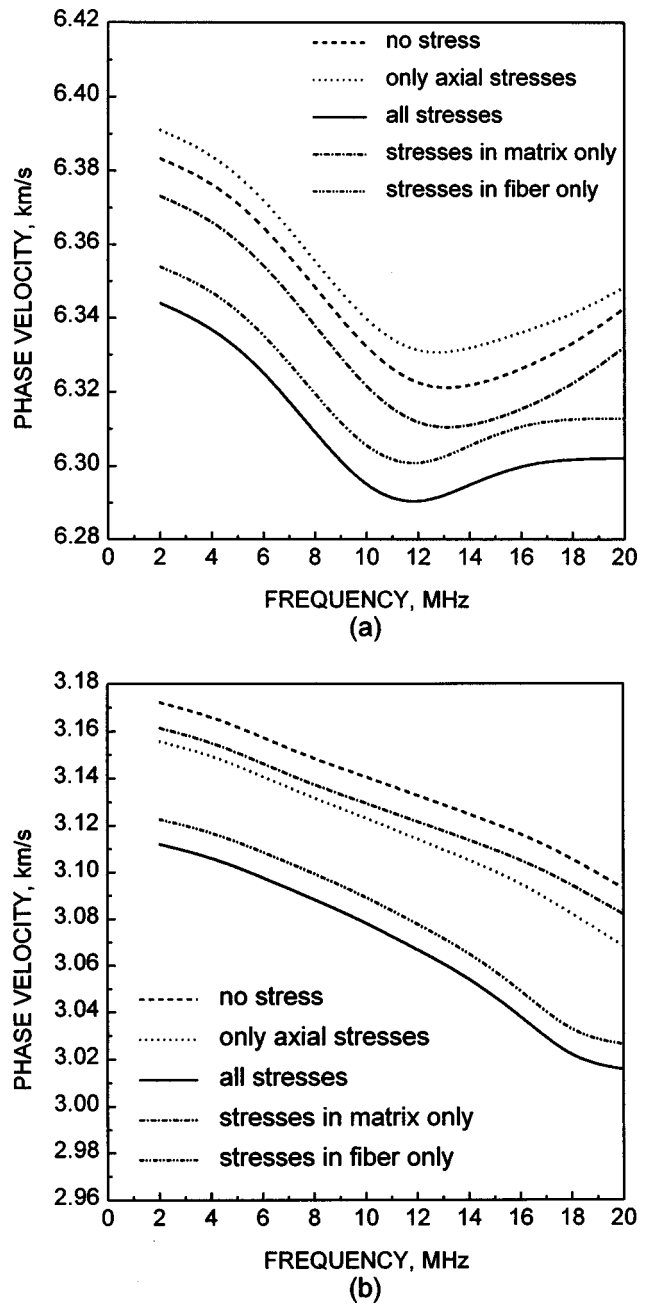 6.42
6.40
6.38
6.36
6.34
6.32
6.30
6.28
PHASE VELOCITY, km/s
no stress
only axial stresses
all stresses
stresses in matrix only
stresses in fiber only
0 2 4 6 8 10 12 14 16 18 20
FREQUENCY, MHz
(a)
3.18
3.16
3.14
3.12
3.10
3.08
3.06
3.04
3.02
3.00
2.98
2.96
PHASE VELOCITY, km/s
no stress
only axial stresses
all stresses
stresses in matrix only
stresses in fiber only
0 2 4 6 8 10 12 14 16 18 20
FREQUENCY, MHz
(b)